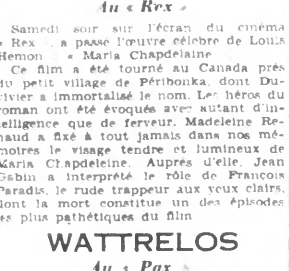 Au « Rex »
Samedi soir sur l'écran du cinéma
« Rex », a passé l'œuvre célèbre de Louis
Hemon « Maria Chapdelaine
Ce film a été tourné au Canada près
du petit village de Péribonka, dont Du-
vivier a immortalisé le nom. Les héros du
roman ont été évoqués avec autant d'in-
telligence que de ferveur. Madeleine Re-
naud a fixé à tout jamais dans nos mé-
moires le visage tendre et lumineux de
Maria Chapdeleine. Auprès d'elle, Jean
Gabin a interprété le rôle de François
Paradis, le rude trappeur aux yeux clairs,
dont la mort constitue un des épisodes
les plus pathétiques du film
WATTRELOS
Au « Pax »